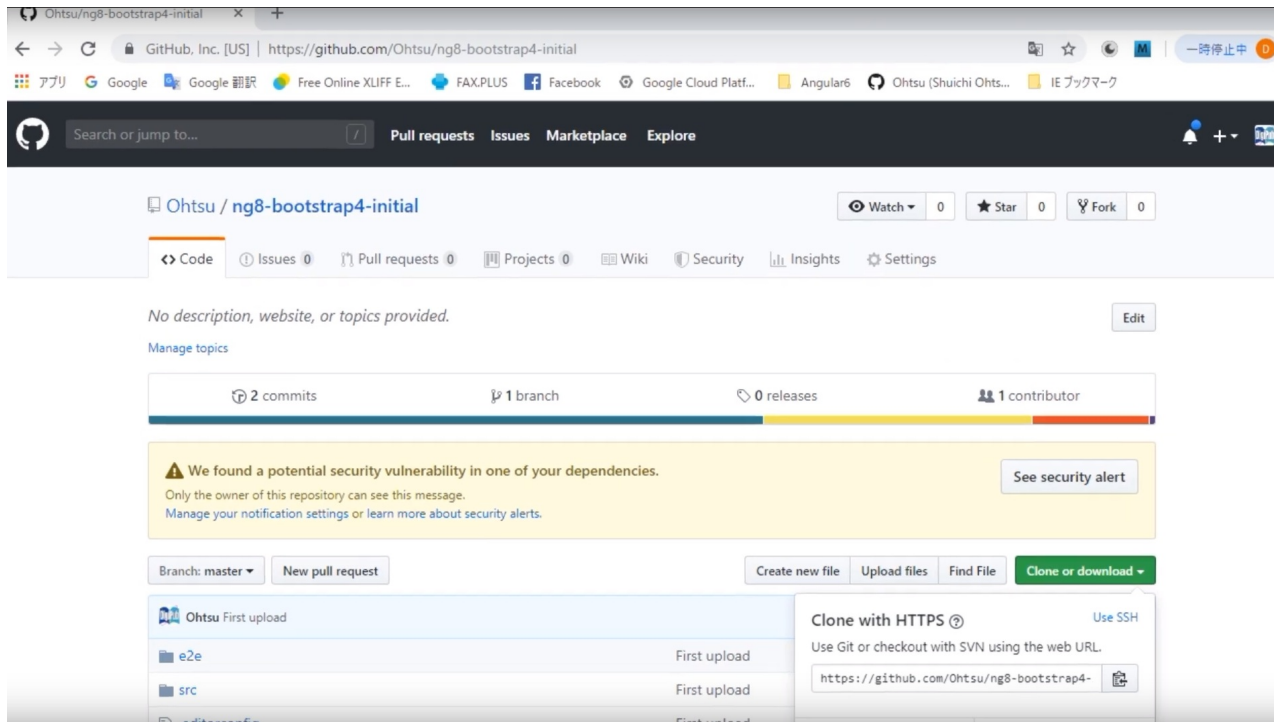 Ohtsu/ng8-bootstrap4-initial × +
GitHub, Inc. [US] | https://github.com/Ohtsu/ng8-bootstrap4-initial M 一時停止中 D
アプリ G Google Google 翻訳 Free Online XLIFF E... FAX.PLUS Facebook Google Cloud Platf... Angular6 Ohtsu (Shuichi Ohts... IE ブックマーク
Search or jump to... / Pull requests Issues Marketplace Explore
Ohtsu / ng8-bootstrap4-initial Watch 0 Star 0 Fork 0
Code Issues 0 Pull requests 0 Projects 0 Wiki Security Insights Settings
No description, website, or topics provided. Edit
Manage topics
2 commits 1 branch 0 releases 1 contributor
We found a potential security vulnerability in one of your dependencies.
Only the owner of this repository can see this message.
Manage your notification settings or learn more about security alerts.
See security alert
Branch: master New pull request Create new file Upload files Find File Clone or download
Ohtsu First upload
e2e First upload
src First upload
Clone with HTTPS Use SSH
Use Git or checkout with SVN using the web URL.
https://github.com/Ohtsu/ng8-bootstrap4-